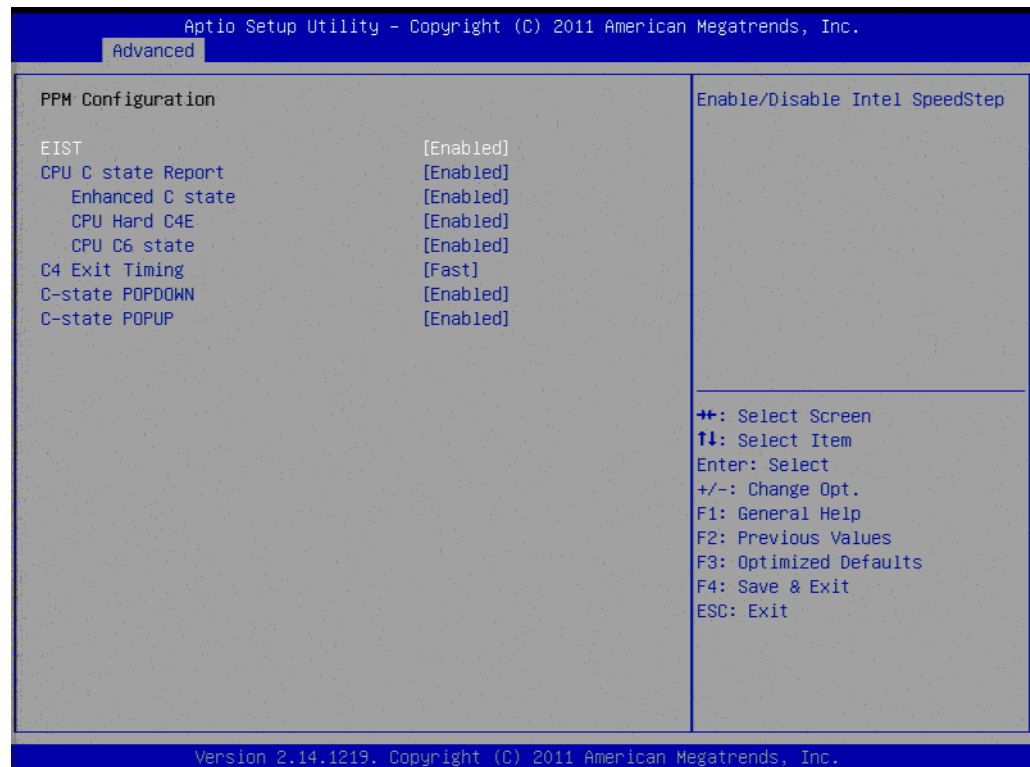 Aptio Setup Utility – Copyright (C) 2011 American Megatrends, Inc.
Advanced
PPM Configuration
EIST [Enabled]
CPU C state Report [Enabled]
Enhanced C state [Enabled]
CPU Hard C4E [Enabled]
CPU C6 state [Enabled]
C4 Exit Timing [Fast]
C-state POPDOWN [Enabled]
C-state POPUP [Enabled]
Enable/Disable Intel SpeedStep
→←: Select Screen
↑↓: Select Item
Enter: Select
+/-: Change Opt.
F1: General Help
F2: Previous Values
F3: Optimized Defaults
F4: Save & Exit
ESC: Exit
Version 2.14.1219. Copyright (C) 2011 American Megatrends, Inc.